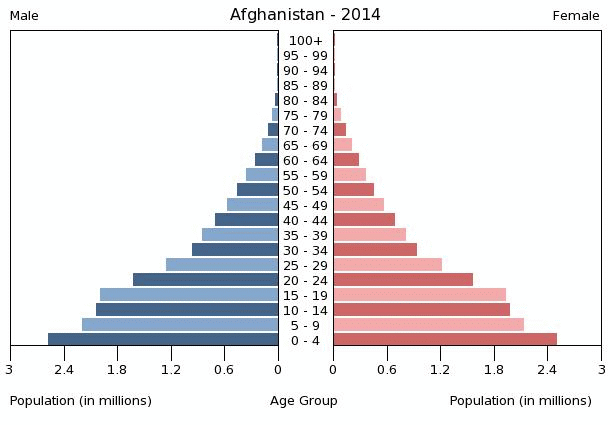 Male Afghanistan - 2014 Female
100+
95 - 99
90 - 94
85 - 89
80 - 84
75 - 79
70 - 74
65 - 69
60 - 64
55 - 59
50 - 54
45 - 49
40 - 44
35 - 39
30 - 34
25 - 29
20 - 24
15 - 19
10 - 14
5 - 9
0 - 4
3 2.4 1.8 1.2 0.6 0 0 0.6 1.2 1.8 2.4 3
Population (in millions) Age Group Population (in millions)